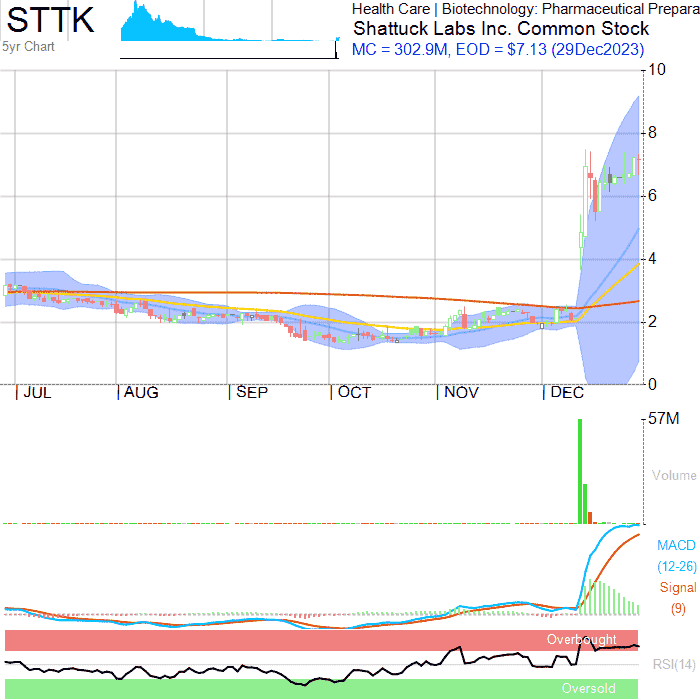 STTK
Health Care | Biotechnology: Pharmaceutical Prepara
Shattuck Labs Inc. Common Stock
5yr Chart
MC = 302.9M, EOD = $7.13 (29Dec2023)
10
8
6
4
2
0
JUL AUG SEP OCT NOV DEC
57M
Volume
MACD
(12-26)
Signal
(9)
Overbought
RSI(14)
Oversold